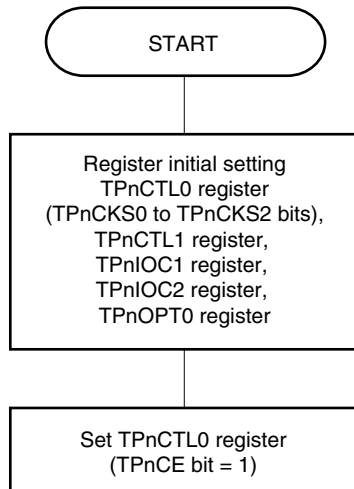 START
Register initial setting
TPnCTL0 register
(TPnCKS0 to TPnCKS2 bits),
TPnCTL1 register,
TPnIOC1 register,
TPnIOC2 register,
TPnOPT0 register
Set TPnCTL0 register
(TPnCE bit = 1)